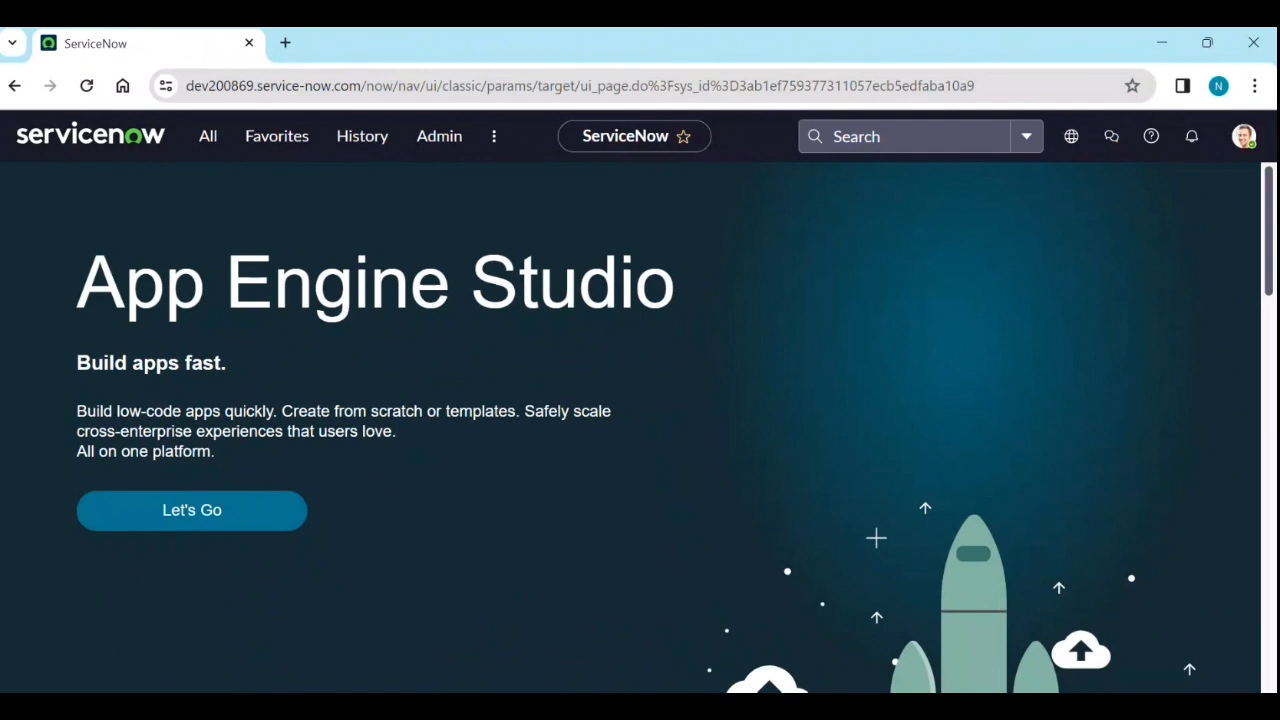 ServiceNow
dev200869.service-now.com/now/nav/ui/classic/params/target/ui_page.do%3Fsys_id%3D3ab1ef759377311057ecb5edfaba10a9
N
servicenow All Favorites History Admin ServiceNow Search
App Engine Studio
Build apps fast.
Build low-code apps quickly. Create from scratch or templates. Safely scale
cross-enterprise experiences that users love.
All on one platform.
Let's Go